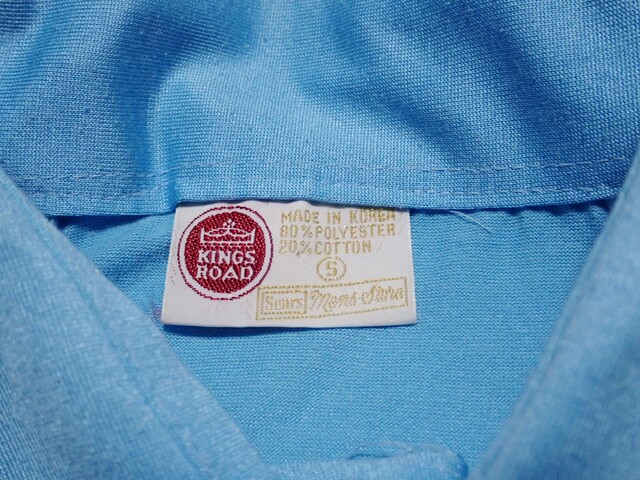 KINGS
ROAD
MADE IN KOREA
80% POLYESTER
20% COTTON
S
Sears Mens Store